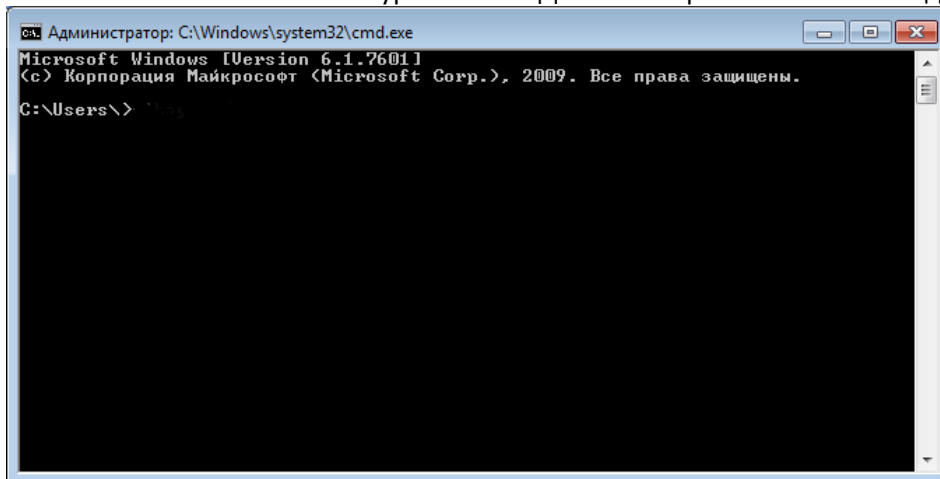 Администратор: C:\Windows\system32\cmd.exe
Microsoft Windows [Version 6.1.7601]
(c) Корпорация Майкрософт (Microsoft Corp.), 2009. Все права защищены.
C:\Users\>